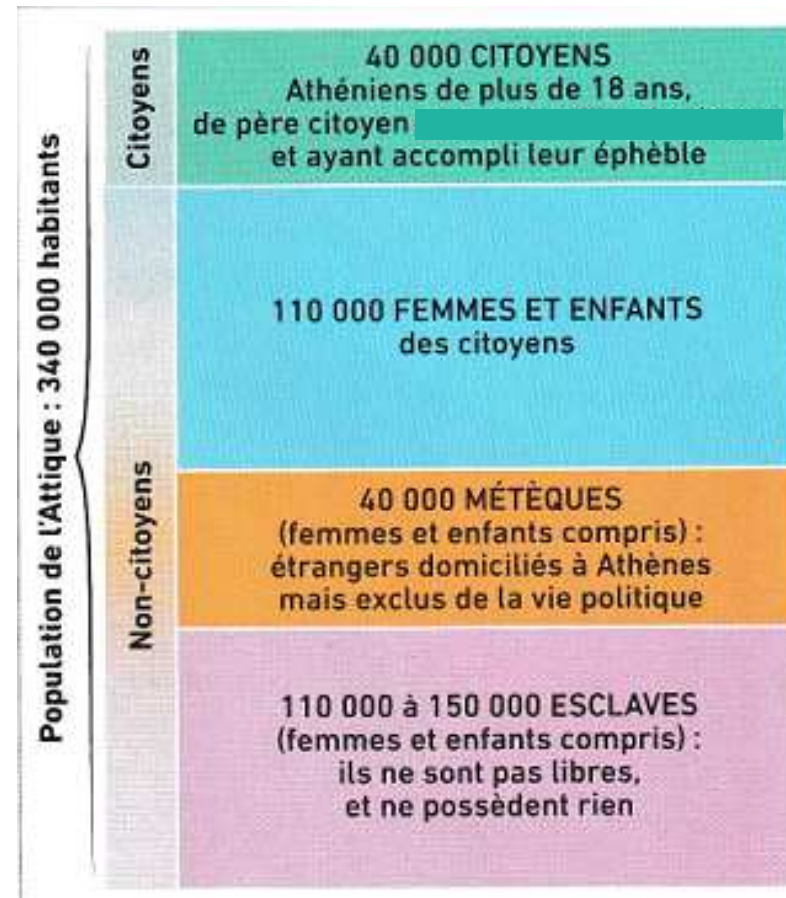 Population de l'Attique : 340 000 habitants
Citoyens
40 000 CITOYENS
Athéniens de plus de 18 ans,
de père citoyen
et ayant accompli leur éphèble
Non-citoyens
110 000 FEMMES ET ENFANTS
des citoyens
40 000 MÉTÈQUES
(femmes et enfants compris) :
étrangers domiciliés à Athènes
mais exclus de la vie politique
110 000 à 150 000 ESCLAVES
(femmes et enfants compris) :
ils ne sont pas libres,
et ne possèdent rien